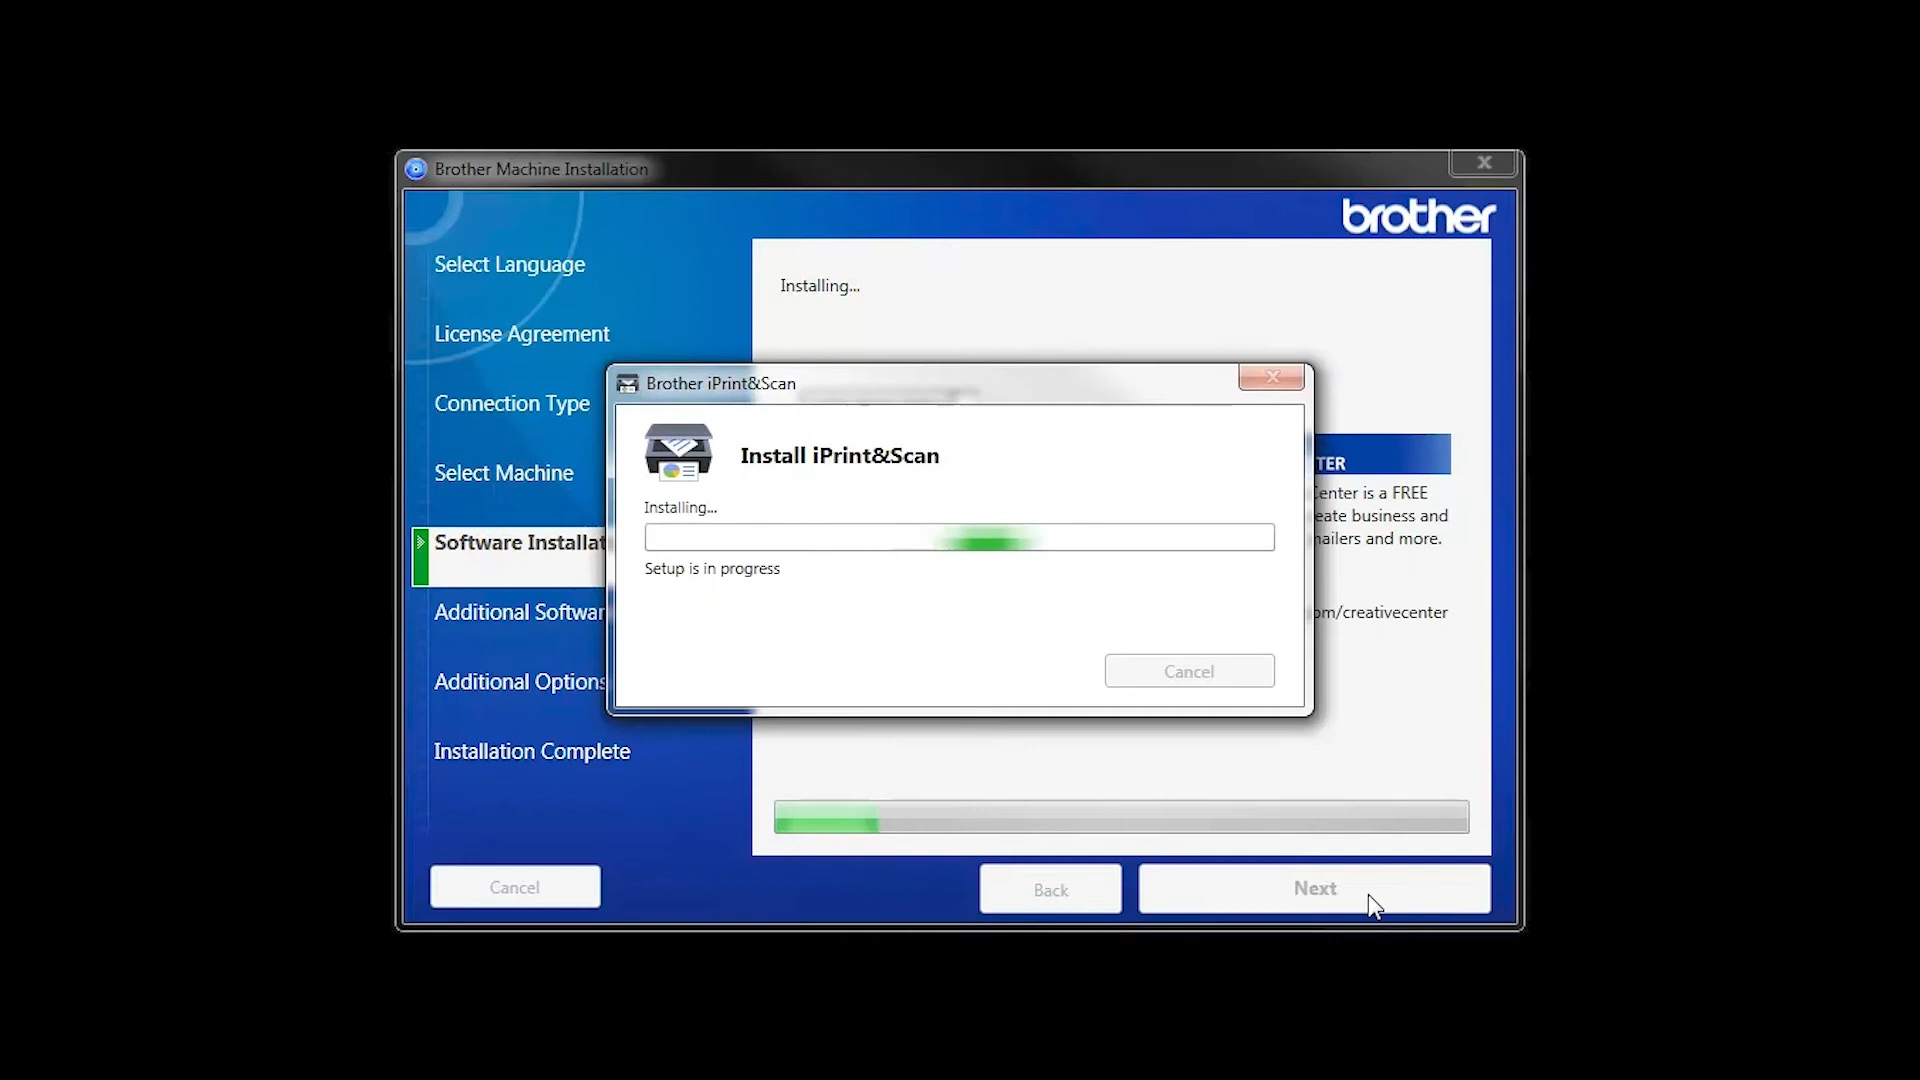 Brother Machine Installation
X
brother
Select Language
License Agreement
Connection Type
Select Machine
Software Installat
Additional Softwar
Additional Options
Installation Complete
Installing...
Brother iPrint&Scan
X
Install iPrint&Scan
Installing...
Setup is in progress
Cancel
TER
Center is a FREE
eate business and
mailers and more.
om/creativecenter
Cancel
Back
Next